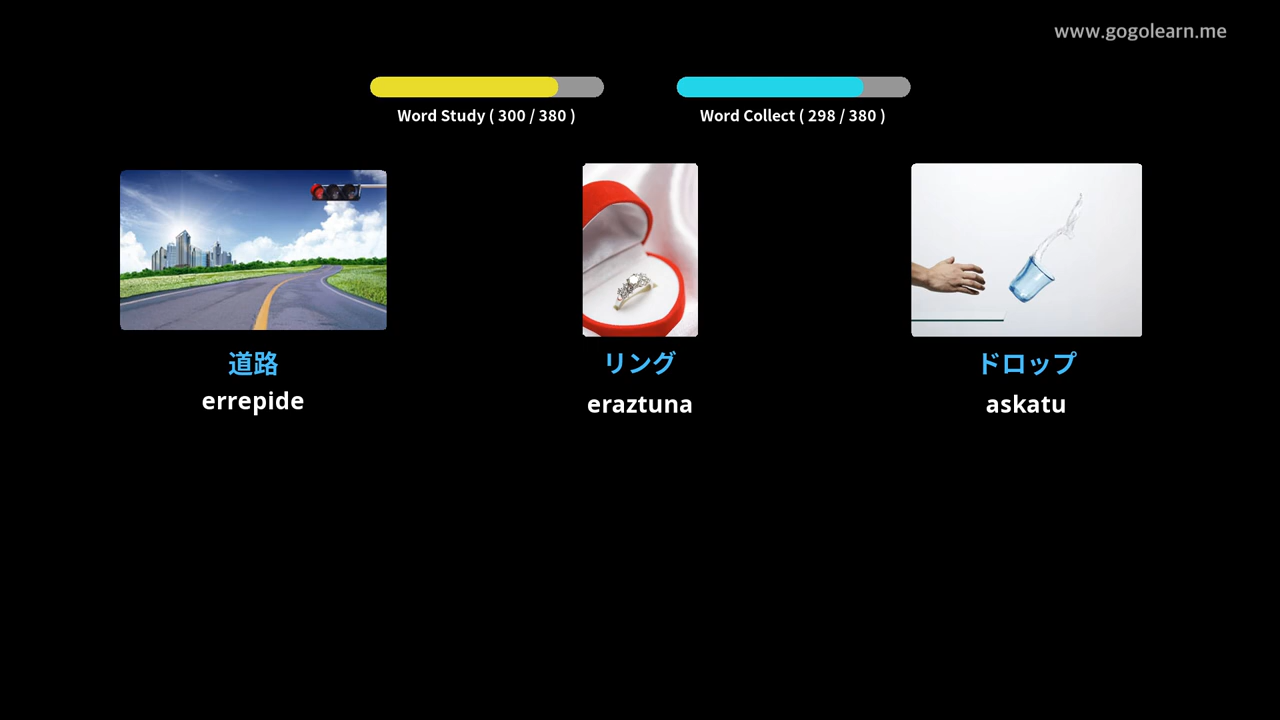 www.gogolearn.me
Word Study ( 300 / 380 )
Word Collect ( 298 / 380 )
道路
errepide
リング
eraztuna
ドロップ
askatu